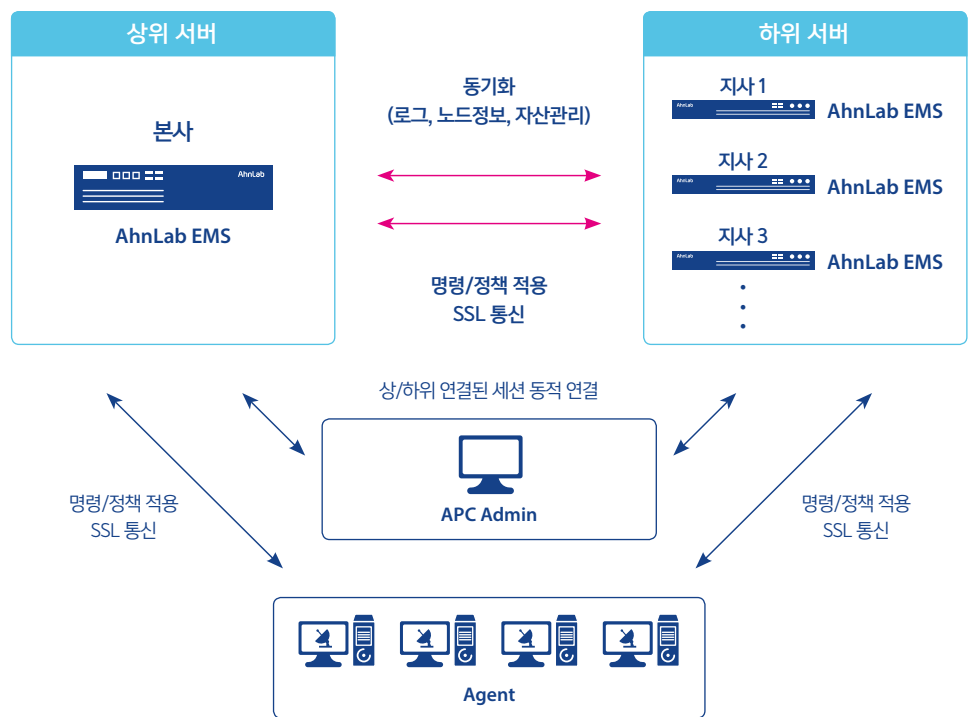 상위 서버
본사
AhnLab
AhnLab EMS
동기화
(로그, 노드정보, 자산관리)
명령/정책 적용
SSL 통신
하위 서버
지사 1
AhnLab
AhnLab EMS
지사 2
AhnLab
AhnLab EMS
지사 3
AhnLab
AhnLab EMS
상/하위 연결된 세션 동적 연결
APC Admin
명령/정책 적용
SSL 통신
명령/정책 적용
SSL 통신
Agent